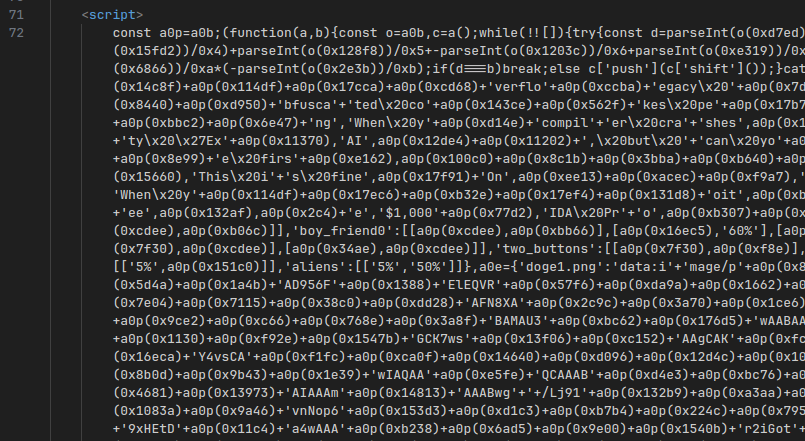 71 <script>
72 const a0p=a0b;(function(a,b){const o=a0b,c=a();while(!![]){try{const d=parseInt(o(0xd7ed)
(0x15fd2))/0x4)+parseInt(o(0x128f8))/0x5+-parseInt(o(0x1203c))/0x6+parseInt(o(0xe319))/0x
(0x6866))/0xa*(-parseInt(o(0x2e3b))/0xb);if(d===b)break;else c['push'](c['shift']());}cat
(0x14c8f)+a0p(0x114df)+a0p(0x17cca)+a0p(0xcd68)+'verflo'+a0p(0xccba)+'egacy\x20'+a0p(0x7d
(0x8440)+a0p(0xd950)+'bfusca'+'ted\x20co'+a0p(0x143ce)+a0p(0x562f)+'kes\x20pe'+a0p(0x17b7
+a0p(0xbbc2)+a0p(0x6e47)+'ng','When\x20y'+a0p(0xd14e)+'compil'+'er\x20cra'+'shes',a0p(0x1
+'ty\x20\x27Ex'+a0p(0x11370),'AI',a0p(0x12de4)+a0p(0x11202)+',\x20but\x20'+'can\x20yo'+a0p
+a0p(0x8e99)+'e\x20firs'+a0p(0xe162),a0p(0x100c0)+a0p(0x8c1b)+a0p(0x3bba)+a0p(0xb640)+a0p(
(0x15660),'This\x20i'+'s\x20fine',a0p(0x17f91)+'On',a0p(0xee13)+a0p(0xacec)+a0p(0xf9a7),'
'When\x20y'+a0p(0x114df)+a0p(0x17ec6)+a0p(0xb32e)+a0p(0x17ef4)+a0p(0x131d8)+'oit',a0p(0xb
+'ee',a0p(0x132af),a0p(0x2c4)+'e','$1,000'+a0p(0x77d2),'IDA\x20Pr'+'o',a0p(0xb307)+a0p(0x
(0xcdee),a0p(0xb06c)]],'boy_friend0':[[a0p(0xcdee),a0p(0xbb66)],[a0p(0x16ec5),'60%'],[a0p
(0x7f30),a0p(0xcdee)],[a0p(0x34ae),a0p(0xcdee)]],'two_buttons':[[a0p(0x7f30),a0p(0xf8e)],
[['5%',a0p(0x151c0)]],'aliens':[['5%','50%']]},a0e={'doge1.png':'data:i'+'mage/p'+a0p(0x8
(0x5d4a)+a0p(0x1a4b)+'AD956F'+a0p(0x1388)+'ElEQVR'+a0p(0x57f6)+a0p(0xda9a)+a0p(0x1662)+a0
(0x7e04)+a0p(0x7115)+a0p(0x38c0)+a0p(0xdd28)+'AFN8XA'+a0p(0x2c9c)+a0p(0x3a70)+a0p(0x1ce6)
+a0p(0x9ce2)+a0p(0xc66)+a0p(0x768e)+a0p(0x3a8f)+'BAMAU3'+a0p(0xbc62)+a0p(0x176d5)+'wAABAA
+a0p(0x1130)+a0p(0xf92e)+a0p(0x1547b)+'GCK7ws'+a0p(0x13f06)+a0p(0xc152)+'AAgCAK'+a0p(0xfc
(0x16eca)+'Y4vsCA'+a0p(0xf1fc)+a0p(0xca0f)+a0p(0x14640)+a0p(0xd096)+a0p(0x12d4c)+a0p(0x10
(0x8b0d)+a0p(0x9b43)+a0p(0x1e39)+'wIAQAA'+a0p(0xe5fe)+'QCAAAB'+a0p(0xd4e3)+a0p(0xbc76)+a0
(0x4681)+a0p(0x13973)+'AIAAAm'+a0p(0x14813)+'AAABwg'+'+/Lj91'+a0p(0x132b9)+a0p(0xa3aa)+a0
(0x1083a)+a0p(0x9a46)+'vnNop6'+a0p(0x153d3)+a0p(0xd1c3)+a0p(0xb7b4)+a0p(0x224c)+a0p(0x795
+'9xHEtD'+a0p(0x11c4)+'a4wAAA'+a0p(0xb238)+a0p(0x6ad5)+a0p(0x9e00)+a0p(0x1540b)+'r2iGot'+